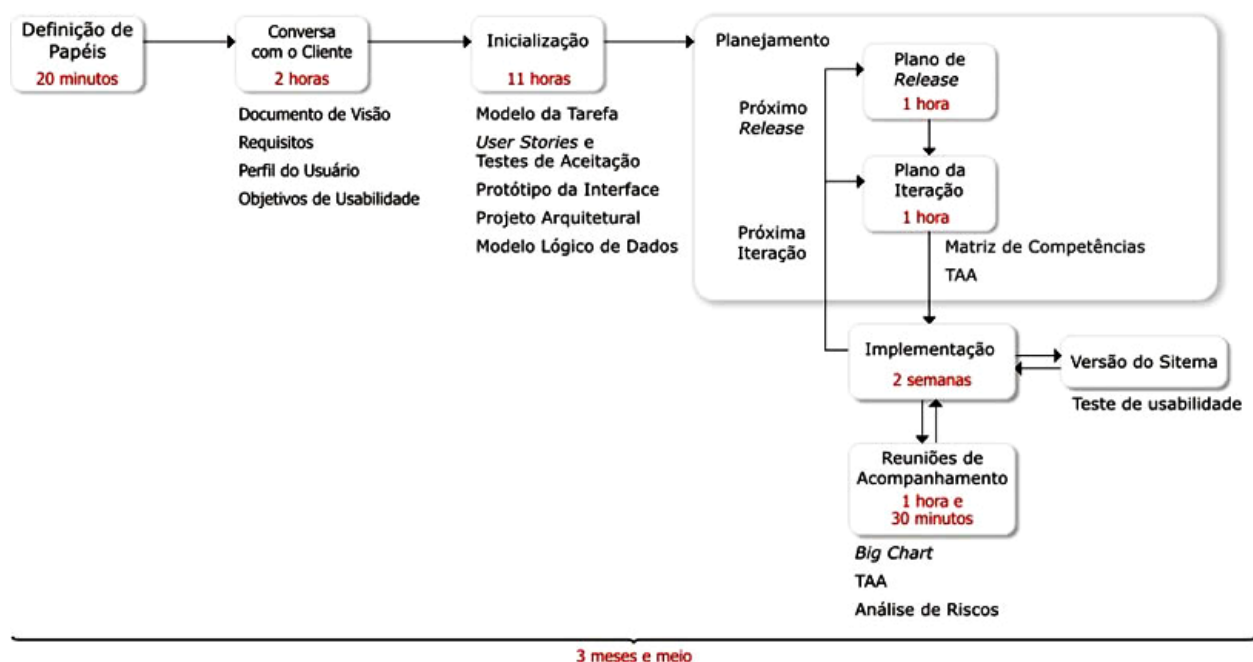 Definição de
Papéis
20 minutos
Conversa
com o Cliente
2 horas
Documento de Visão
Requisitos
Perfil do Usuário
Objetivos de Usabilidade
Inicialização
11 horas
Modelo da Tarefa
User Stories e
Testes de Aceitação
Protótipo da Interface
Projeto Arquitetural
Modelo Lógico de Dados
Planejamento
Plano de
Release
1 hora
Próximo
Release
Plano da
Iteração
1 hora
Próxima
Iteração
Matriz de Competências
TAA
Implementação
2 semanas
Versão do Sitema
Teste de usabilidade
Reuniões de
Acompanhamento
1 hora e
30 minutos
Big Chart
TAA
Análise de Riscos
3 meses e meio